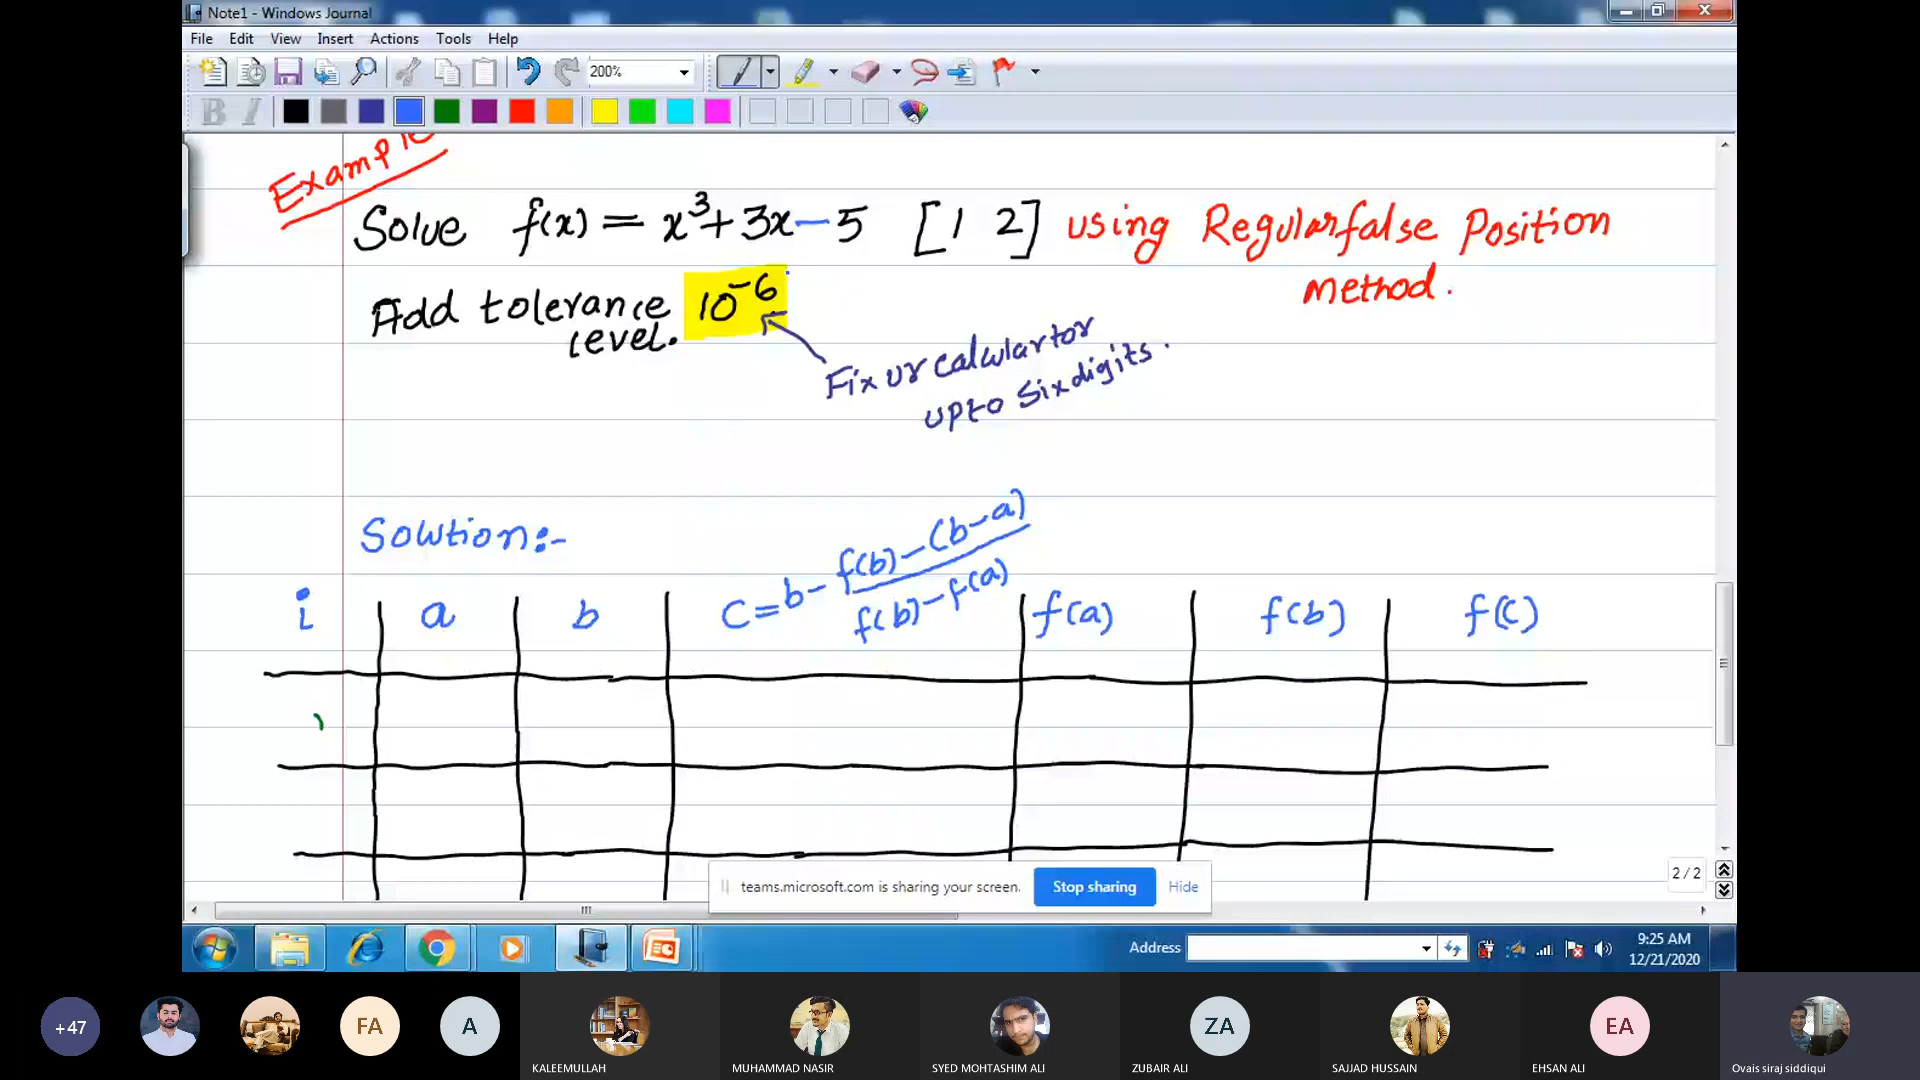 Note1 - Windows Journal
File Edit View Insert Actions Tools Help
200%
B I
Example
Solve f(x) = x³+3x-5 [1 2] using Regularfalse Position
method.
Add tolerance 10⁻⁶
level.
Fix ur calculartor
upto six digits.
Solution:-
i a b C = b - f(b)-(b-a) / f(b)-f(a) f(a) f(b) f(c)
2 / 2
teams.microsoft.com is sharing your screen. Stop sharing Hide
Address
9:25 AM
12/21/2020
+47 FA A ZA EA
KALEEMULLAH MUHAMMAD NASIR SYED MOHTASHIM ALI ZUBAIR ALI SAJJAD HUSSAIN EHSAN ALI Ovais siraj siddiqui